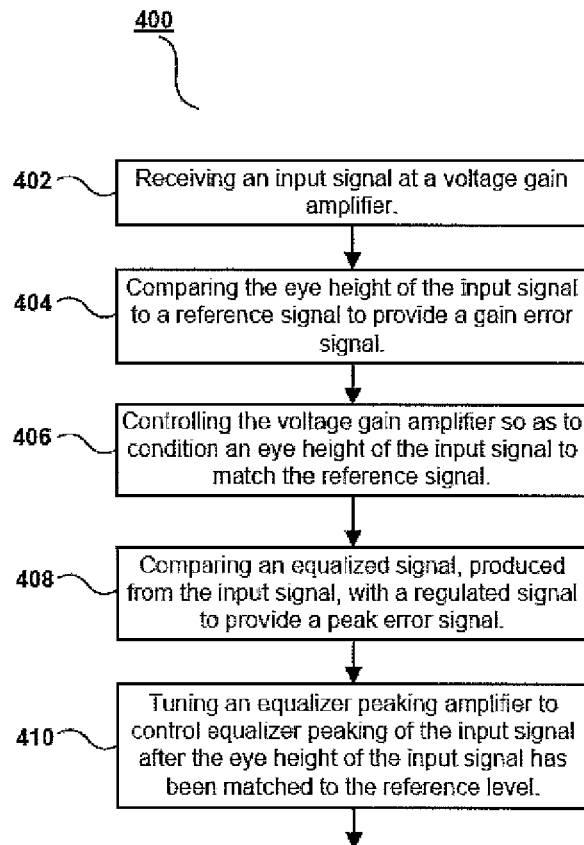 400
402
Receiving an input signal at a voltage gain
amplifier.
404
Comparing the eye height of the input signal
to a reference signal to provide a gain error
signal.
406
Controlling the voltage gain amplifier so as to
condition an eye height of the input signal to
match the reference signal.
408
Comparing an equalized signal, produced
from the input signal, with a regulated signal
to provide a peak error signal.
410
Tuning an equalizer peaking amplifier to
control equalizer peaking of the input signal
after the eye height of the input signal has
been matched to the reference level.